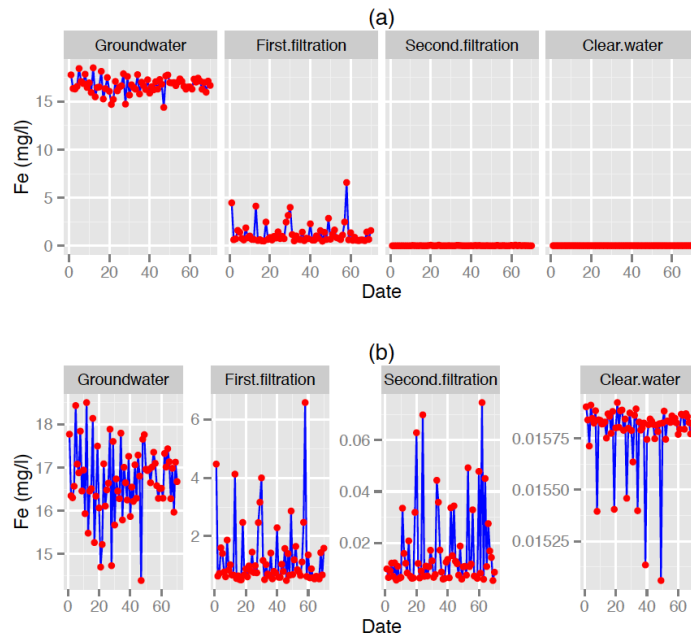 (a)
Groundwater First.filtration Second.filtration Clear.water
15
10
5
0
Fe (mg/l)
0 20 40 60 0 20 40 60 0 20 40 60 0 20 40 60
Date
(b)
Groundwater First.filtration Second.filtration Clear.water
18
17
16
15
6
4
2
0.06
0.04
0.02
0.01575
0.01550
0.01525
Fe (mg/l)
0 20 40 60 0 20 40 60 0 20 40 60 0 20 40 60
Date